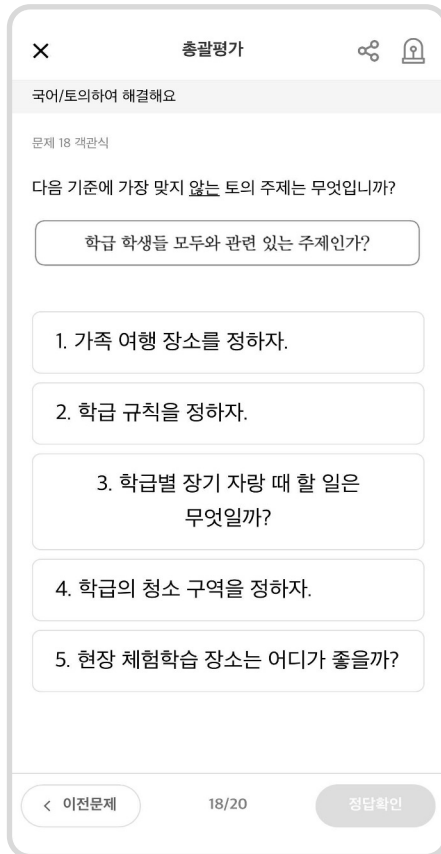 총괄평가
국어/토의하여 해결해요
문제 18 객관식
다음 기준에 가장 맞지 않는 토의 주제는 무엇입니까?
학급 학생들 모두와 관련 있는 주제인가?
1. 가족 여행 장소를 정하자.
2. 학급 규칙을 정하자.
3. 학급별 장기 자랑 때 할 일은
무엇일까?
4. 학급의 청소 구역을 정하자.
5. 현장 체험학습 장소는 어디가 좋을까?
이전문제
18/20
정답확인